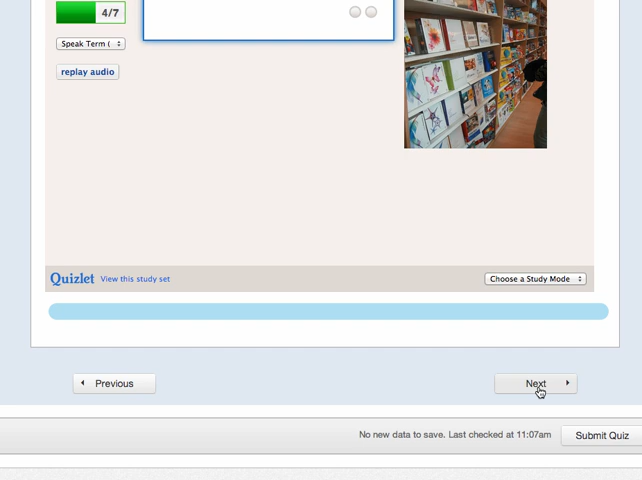 4/7
Speak Term (
replay audio
Quizlet View this study set
Choose a Study Mode
Previous
Next
No new data to save. Last checked at 11:07am
Submit Quiz